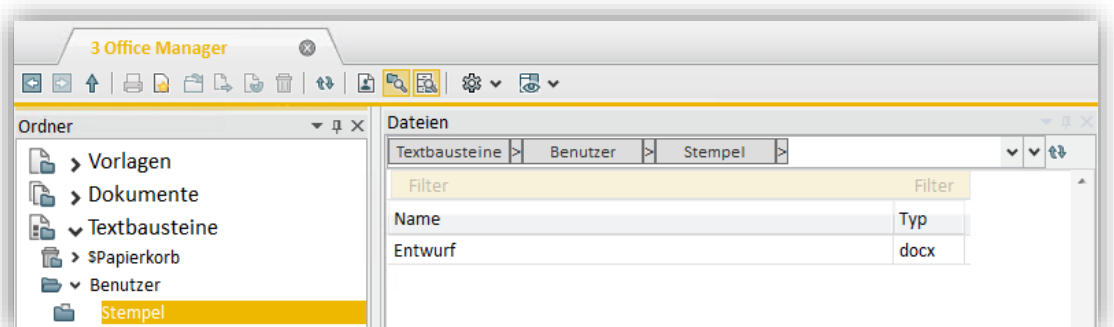 3 Office Manager
Ordner
Vorlagen
Dokumente
Textbausteine
$Papierkorb
Benutzer
Stempel
Dateien
Textbausteine > Benutzer > Stempel >
Filter Filter
Name Typ
Entwurf docx